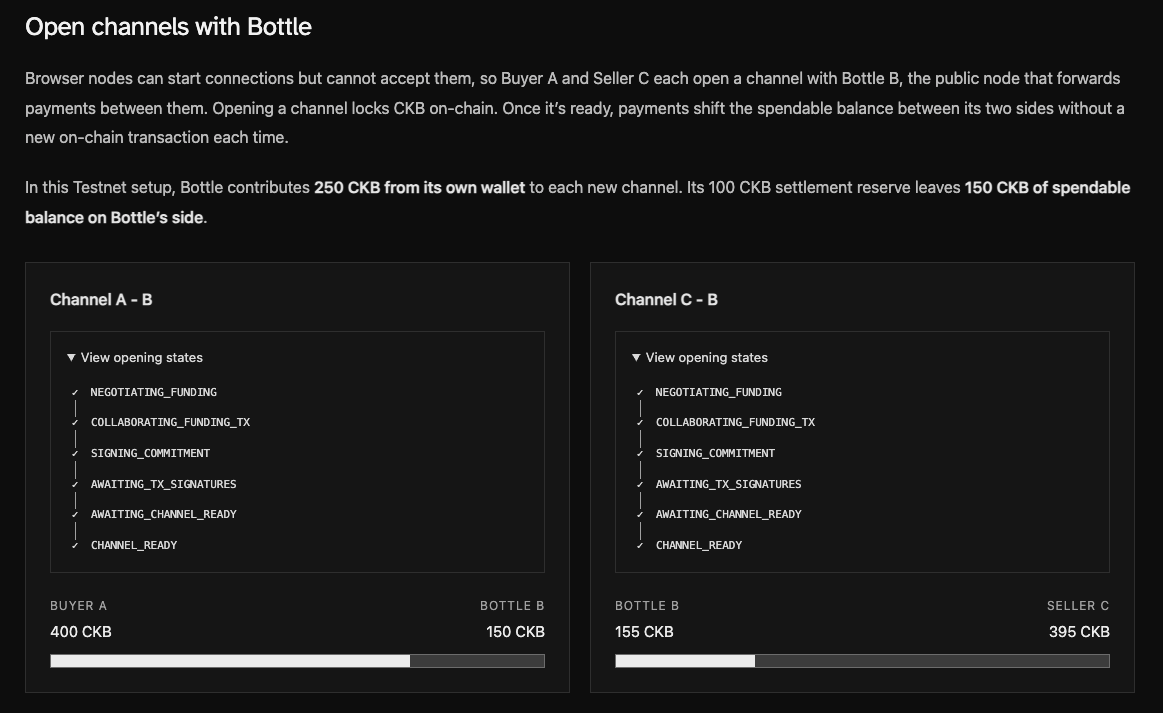 Open channels with Bottle
Browser nodes can start connections but cannot accept them, so Buyer A and Seller C each open a channel with Bottle B, the public node that forwards
payments between them. Opening a channel locks CKB on-chain. Once it’s ready, payments shift the spendable balance between its two sides without a
new on-chain transaction each time.
In this Testnet setup, Bottle contributes 250 CKB from its own wallet to each new channel. Its 100 CKB settlement reserve leaves 150 CKB of spendable
balance on Bottle’s side.
Channel A - B
▼ View opening states
✓ NEGOTIATING_FUNDING
✓ COLLABORATING_FUNDING_TX
✓ SIGNING_COMMITMENT
✓ AWAITING_TX_SIGNATURES
✓ AWAITING_CHANNEL_READY
✓ CHANNEL_READY
BUYER A BOTTLE B
400 CKB 150 CKB
Channel C - B
▼ View opening states
✓ NEGOTIATING_FUNDING
✓ COLLABORATING_FUNDING_TX
✓ SIGNING_COMMITMENT
✓ AWAITING_TX_SIGNATURES
✓ AWAITING_CHANNEL_READY
✓ CHANNEL_READY
BOTTLE B SELLER C
155 CKB 395 CKB